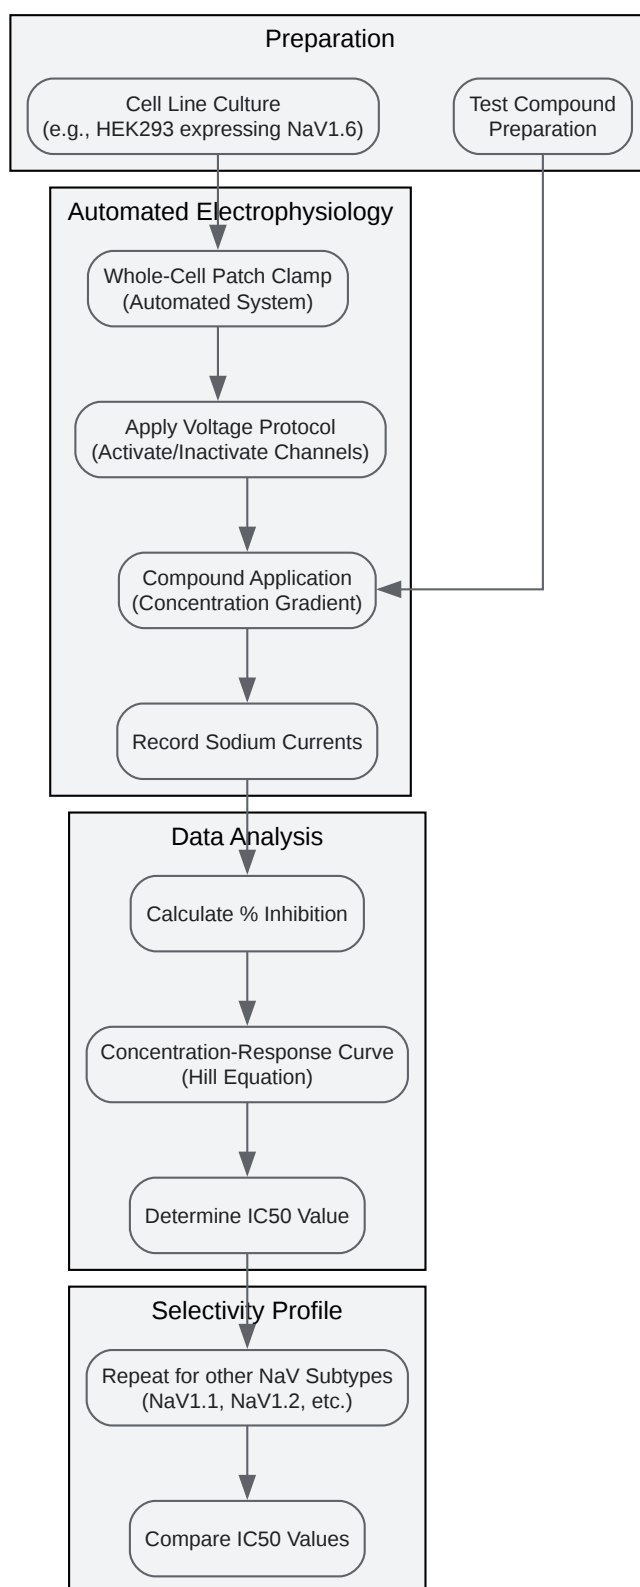 Preparation
Cell Line Culture
(e.g., HEK293 expressing NaV1.6)
Test Compound
Preparation
Automated Electrophysiology
Whole-Cell Patch Clamp
(Automated System)
Apply Voltage Protocol
(Activate/Inactivate Channels)
Compound Application
(Concentration Gradient)
Record Sodium Currents
Data Analysis
Calculate % Inhibition
Concentration-Response Curve
(Hill Equation)
Determine IC50 Value
Selectivity Profile
Repeat for other NaV Subtypes
(NaV1.1, NaV1.2, etc.)
Compare IC50 Values